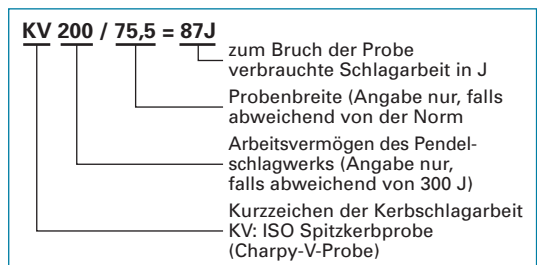 KV 200 / 75,5 = 87J
zum Bruch der Probe
verbrauchte Schlagarbeit in J
Probenbreite (Angabe nur, falls
abweichend von der Norm
Arbeitsvermögen des Pendel-
schlagwerks (Angabe nur,
falls abweichend von 300 J)
Kurzzeichen der Kerbschlagarbeit
KV: ISO Spitzkerbprobe
(Charpy-V-Probe)